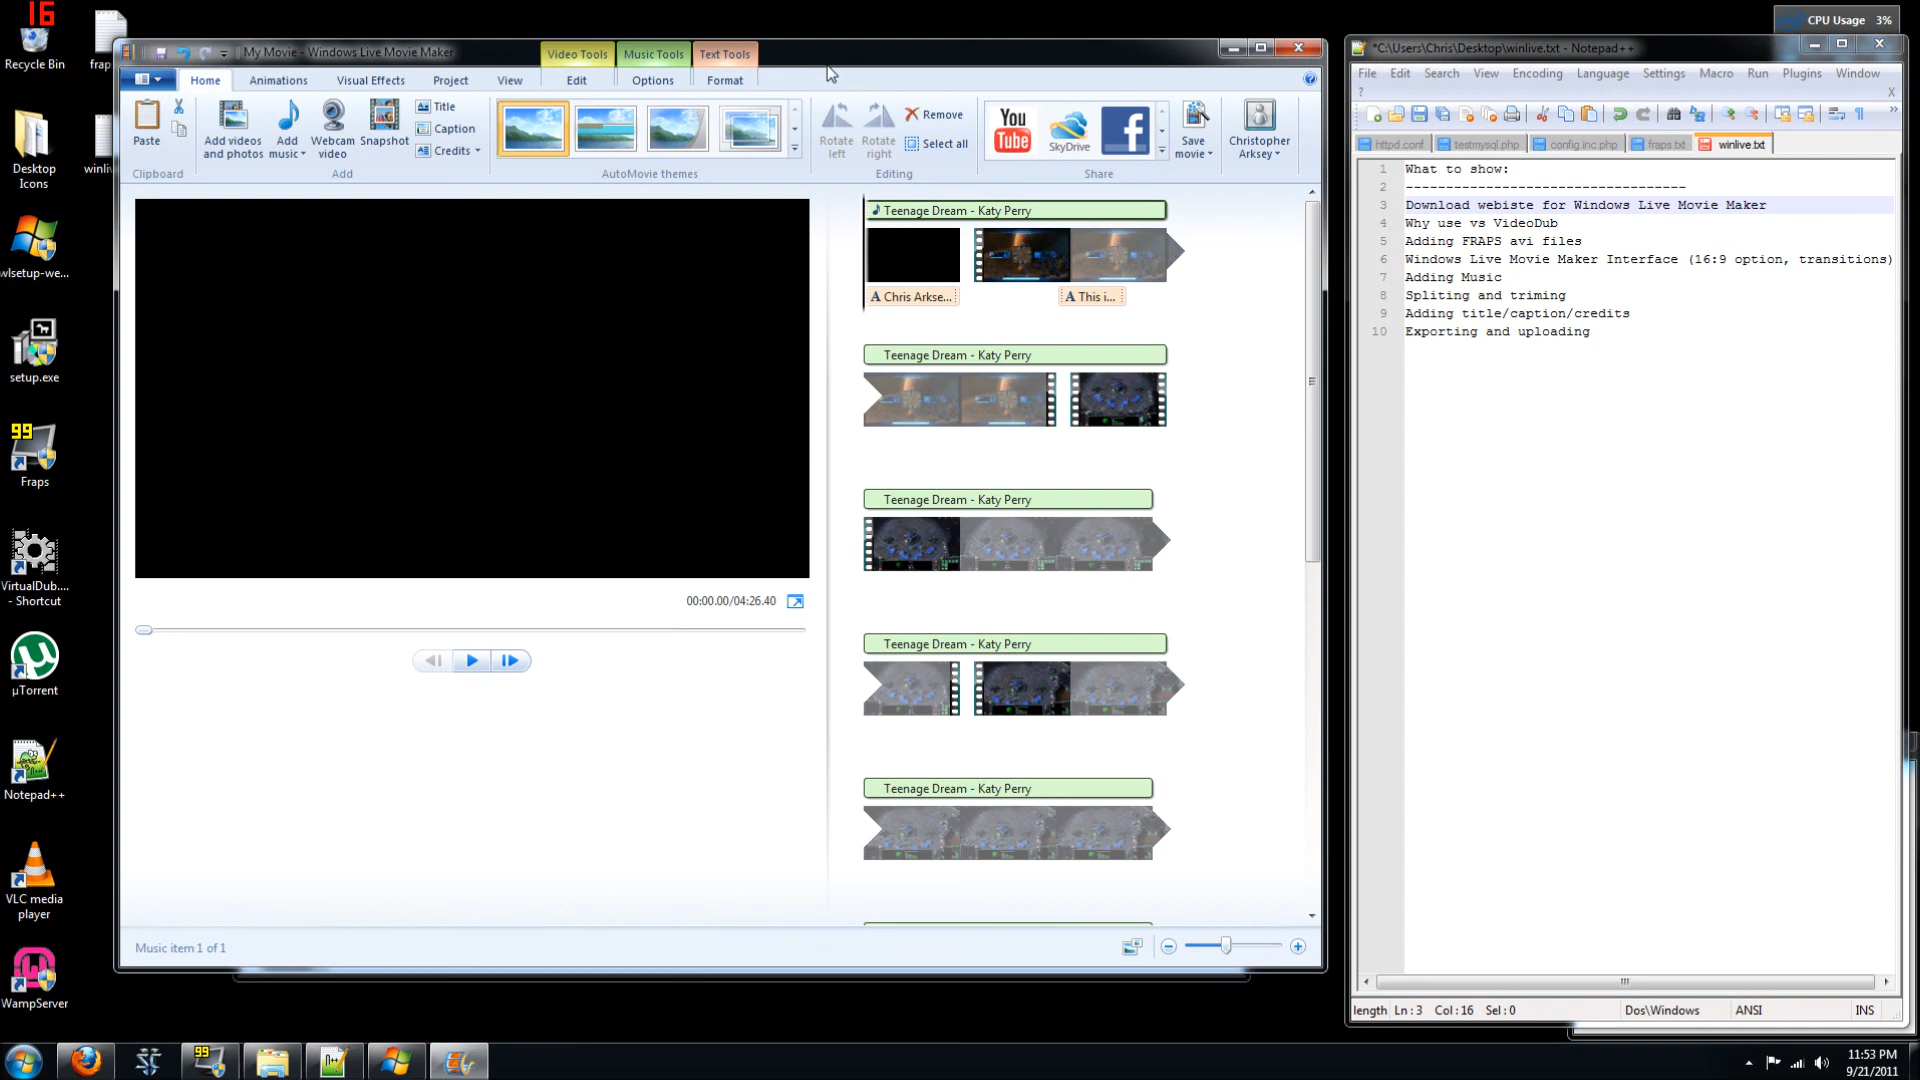 16
Recycle Bin
frap
Desktop
Icons
winliv
wlsetup-we...
setup.exe
99
Fraps
VirtualDub....
- Shortcut
µTorrent
Notepad++
VLC media
player
WampServer
My Movie - Windows Live Movie Maker
Video Tools
Music Tools
Text Tools
Home
Animations
Visual Effects
Project
View
Edit
Options
Format
Paste
Clipboard
Add videos
and photos
Add
music
Webcam
video
Snapshot
Title
Caption
Credits
Add
AutoMovie themes
Rotate
left
Rotate
right
Remove
Select all
Editing
You
Tube
SkyDrive
f
Share
Save
movie
Christopher
Arksey
00:00.00/04:26.40
Teenage Dream - Katy Perry
A Chris Arkse...
A This i...
Teenage Dream - Katy Perry
Teenage Dream - Katy Perry
Teenage Dream - Katy Perry
Teenage Dream - Katy Perry
Music item 1 of 1
CPU Usage 3%
*C:\Users\Chris\Desktop\winlive.txt - Notepad++
File Edit Search View Encoding Language Settings Macro Run Plugins Window
? X
httpd.conf
testmysql.php
config.inc.php
fraps.txt
winlive.txt
1 What to show:
2 -----------------------------------
3 Download webiste for Windows Live Movie Maker
4 Why use vs VideoDub
5 Adding FRAPS avi files
6 Windows Live Movie Maker Interface (16:9 option, transitions)
7 Adding Music
8 Spliting and triming
9 Adding title/caption/credits
10 Exporting and uploading
length Ln : 3 Col : 16 Sel : 0
Dos\Windows
ANSI
INS
99
11:53 PM
9/21/2011